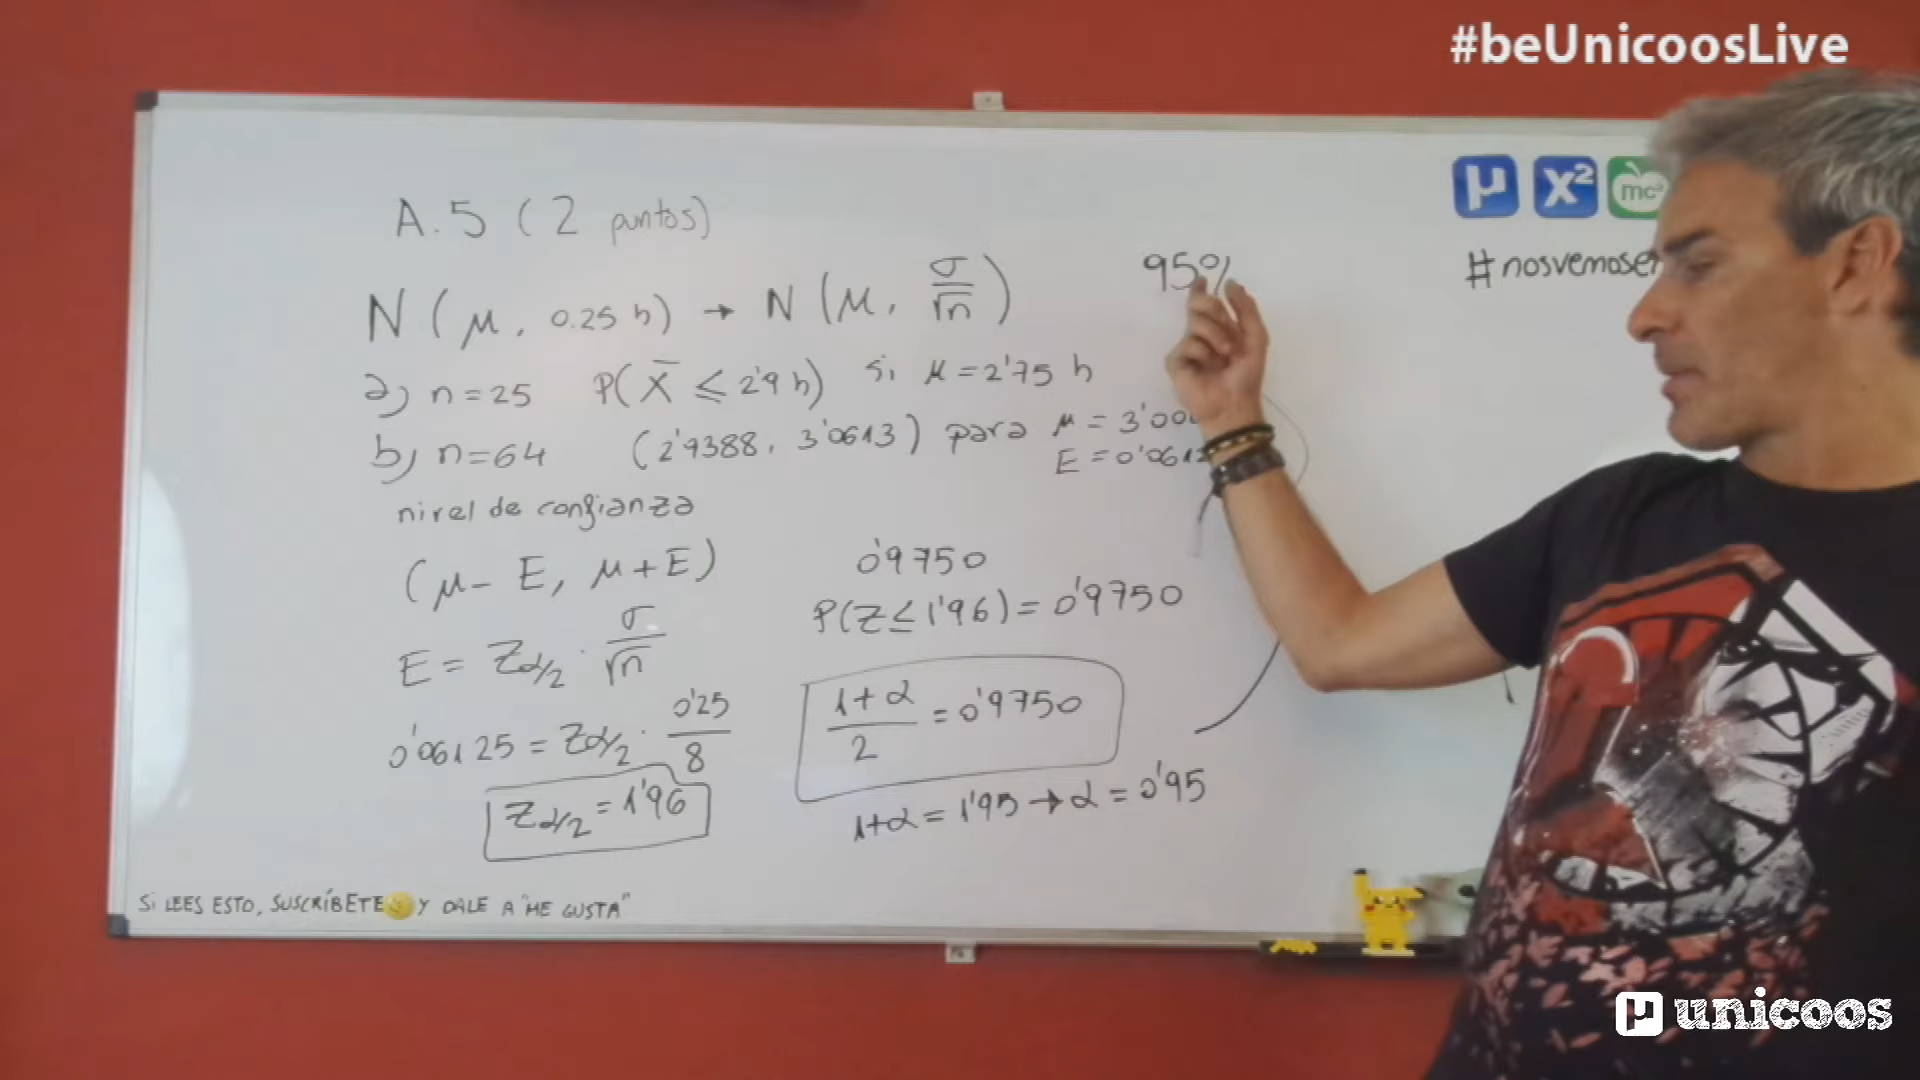 #beUnicoosLive
μ x² mc²
#nosvemose
A.5 (2 puntos)
95%
N(μ, 0.25 h) → N(μ, σ/√n)
a) n=25 P(X̄ ≤ 2'9 h) si μ=2'75 h
b) n=64 (2'9388, 3'0613) para μ = 3'00
E = 0'061
nivel de confianza
(μ - E, μ + E)
0'9750
P(Z ≤ 1'96) = 0'9750
E = Zα/2 · σ/√n
(1+α)/2 = 0'9750
0'06125 = Zα/2 · 0'25/8
1+α = 1'95 → α = 0'95
Zα/2 = 1'96
Si LEES ESTO, SUSCRÍBETE Y DALE A "ME GUSTA"
μ unicoos